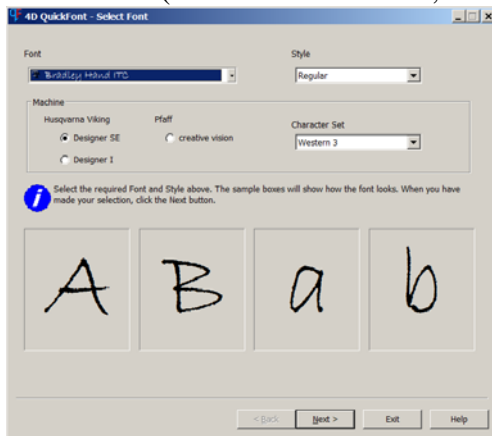 4D QuickFont - Select Font
Font
Style
Bradley Hand ITC
Regular
Machine
Husqvarna Viking
Pfaff
Designer SE
creative vision
Character Set
Designer I
Western 3
Select the required Font and Style above. The sample boxes will show how the font looks. When you have
made your selection, click the Next button.
A B a b
< Back
Next >
Exit
Help